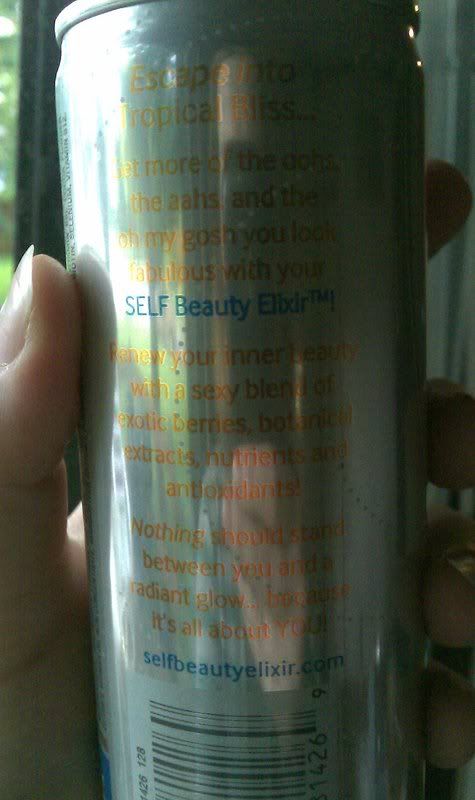 Escape Into
Tropical Bliss...
Get more of the oohs,
the aahs, and the
oh my gosh you look
fabulous with your
SELF Beauty Elixir™!
Renew your inner beauty
with a sexy blend of
exotic berries, botanical
extracts, nutrients and
antioxidants!
Nothing should stand
between you and a
radiant glow... because
it's all about YOU!
selfbeautyelixir.com